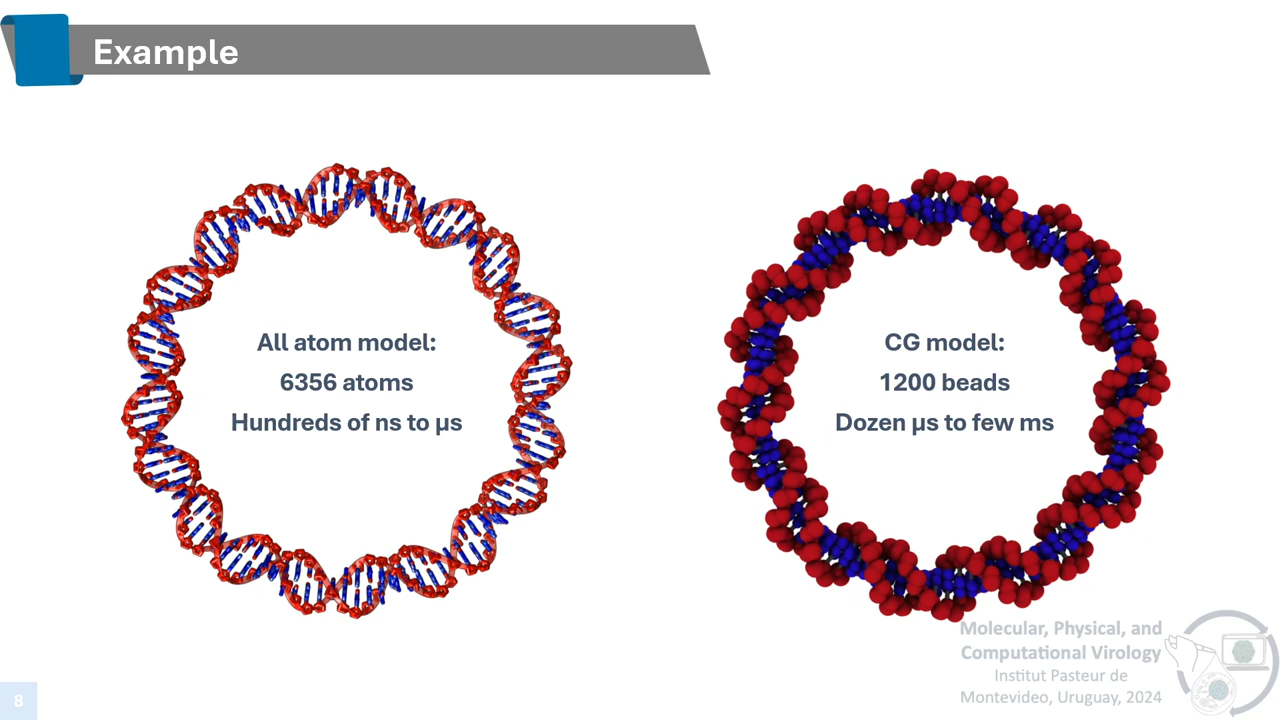 Example
All atom model:
6356 atoms
Hundreds of ns to µs
CG model:
1200 beads
Dozen µs to few ms
Molecular, Physical, and
Computational Virology
Institut Pasteur de
Montevideo, Uruguay, 2024
8